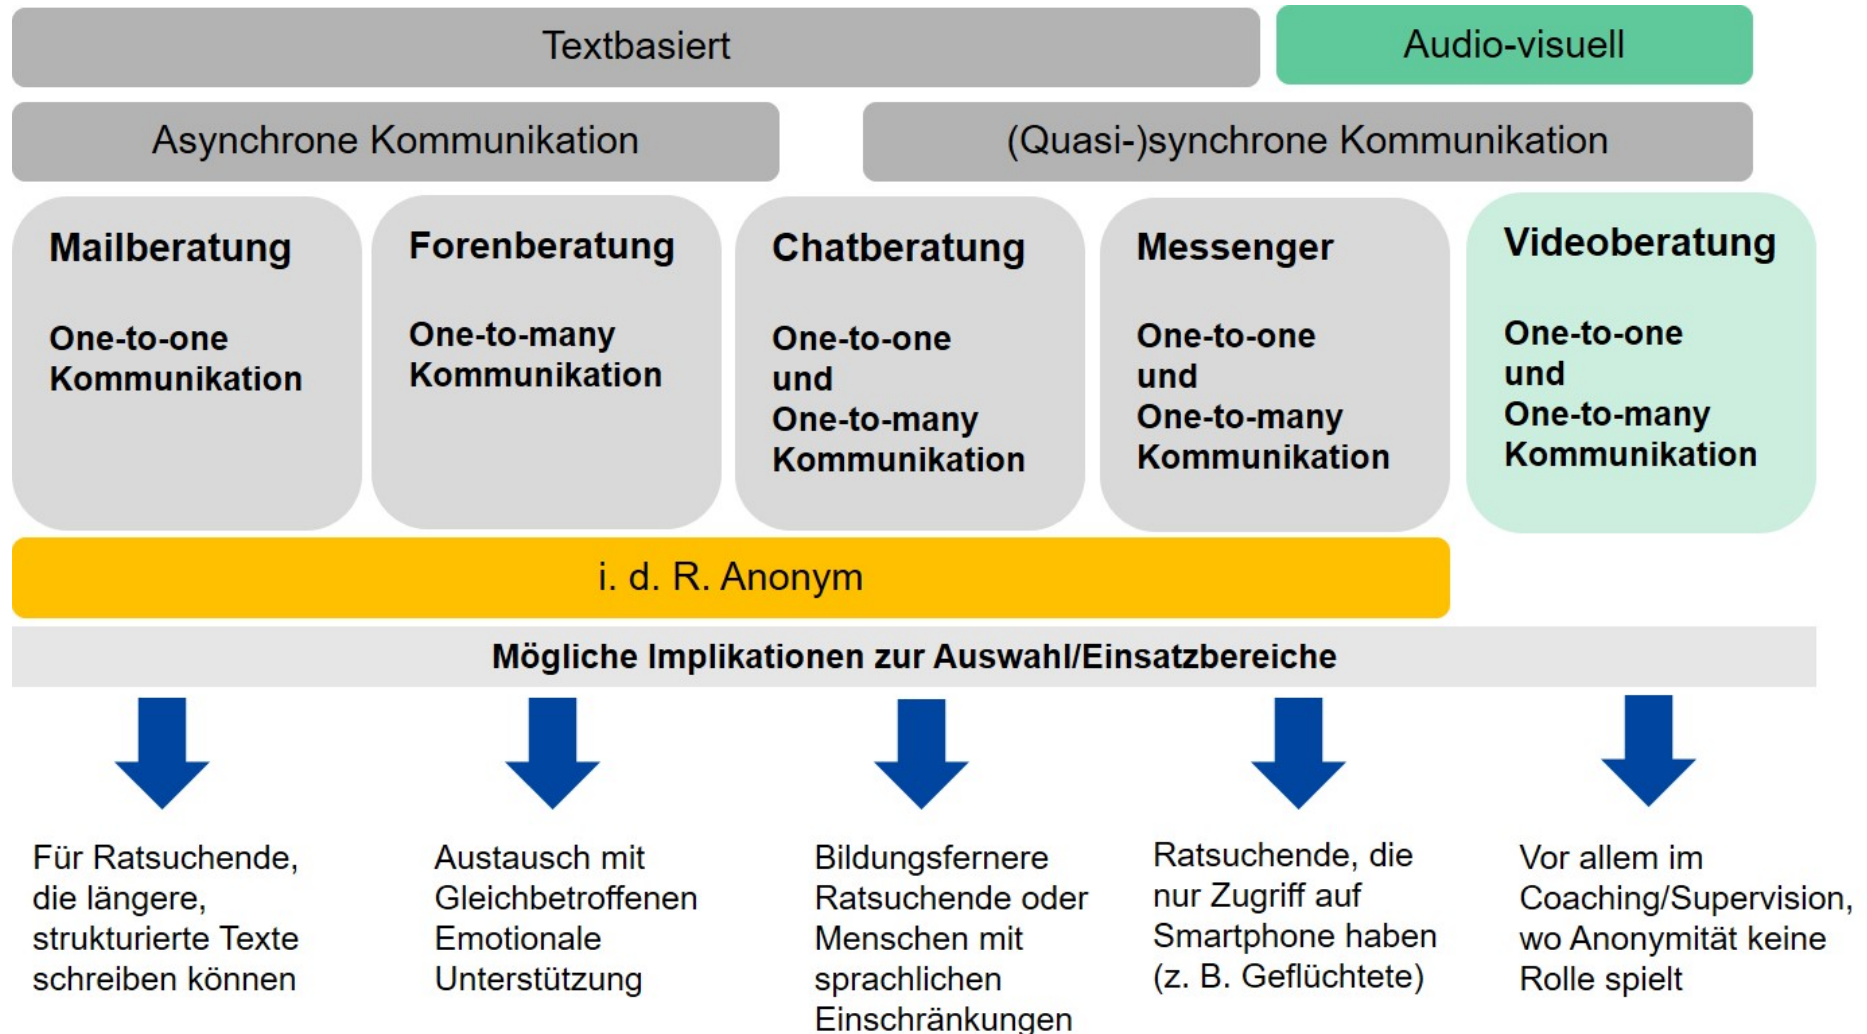 Textbasiert
Audio-visuell
Asynchrone Kommunikation
(Quasi-)synchrone Kommunikation
Mailberatung
One-to-one
Kommunikation
Forenberatung
One-to-many
Kommunikation
Chatberatung
One-to-one
und
One-to-many
Kommunikation
Messenger
One-to-one
und
One-to-many
Kommunikation
Videoberatung
One-to-one
und
One-to-many
Kommunikation
i. d. R. Anonym
Mögliche Implikationen zur Auswahl/Einsatzbereiche
Für Ratsuchende,
die längere,
strukturierte Texte
schreiben können
Austausch mit
Gleichbetroffenen
Emotionale
Unterstützung
Bildungsfernere
Ratsuchende oder
Menschen mit
sprachlichen
Einschränkungen
Ratsuchende, die
nur Zugriff auf
Smartphone haben
(z. B. Geflüchtete)
Vor allem im
Coaching/Supervision,
wo Anonymität keine
Rolle spielt